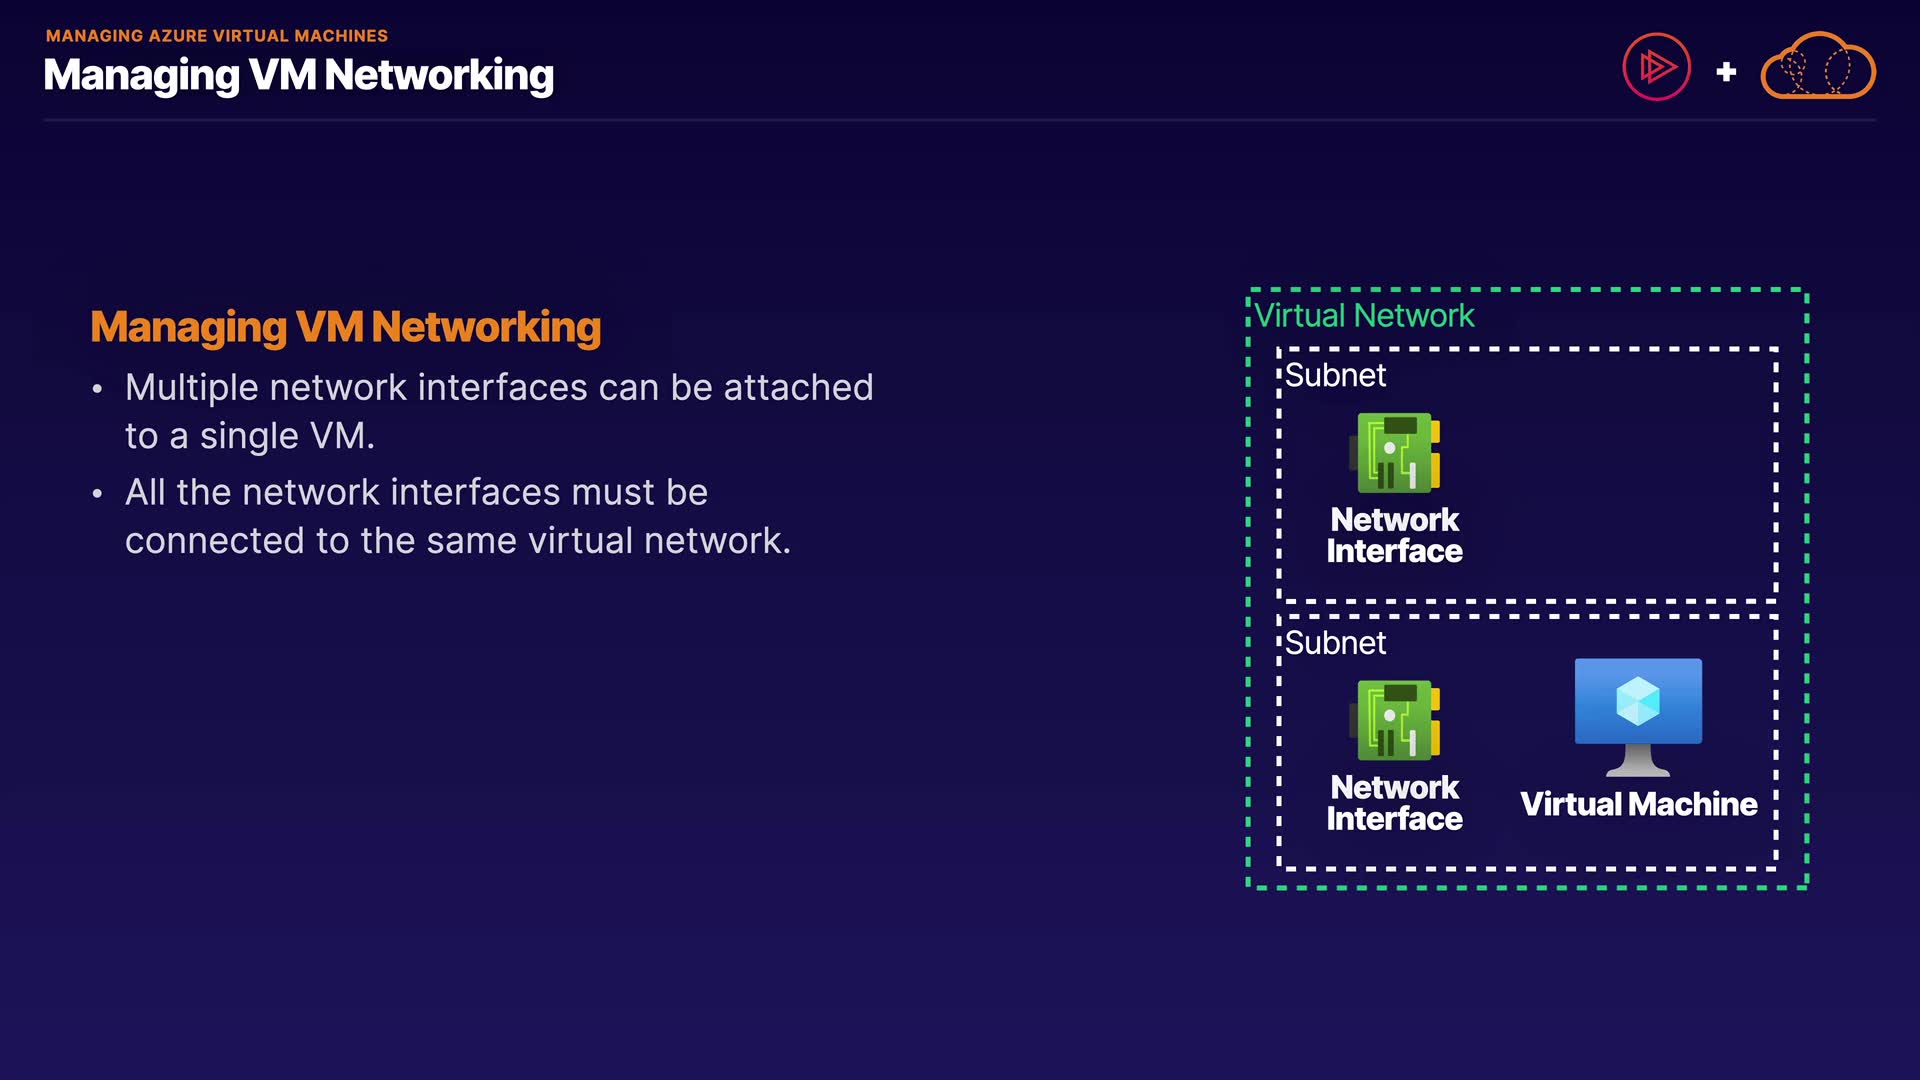 MANAGING AZURE VIRTUAL MACHINES
Managing VM Networking
+
Managing VM Networking
• Multiple network interfaces can be attached
to a single VM.
• All the network interfaces must be
connected to the same virtual network.
Virtual Network
Subnet
Network
Interface
Subnet
Network
Interface
Virtual Machine